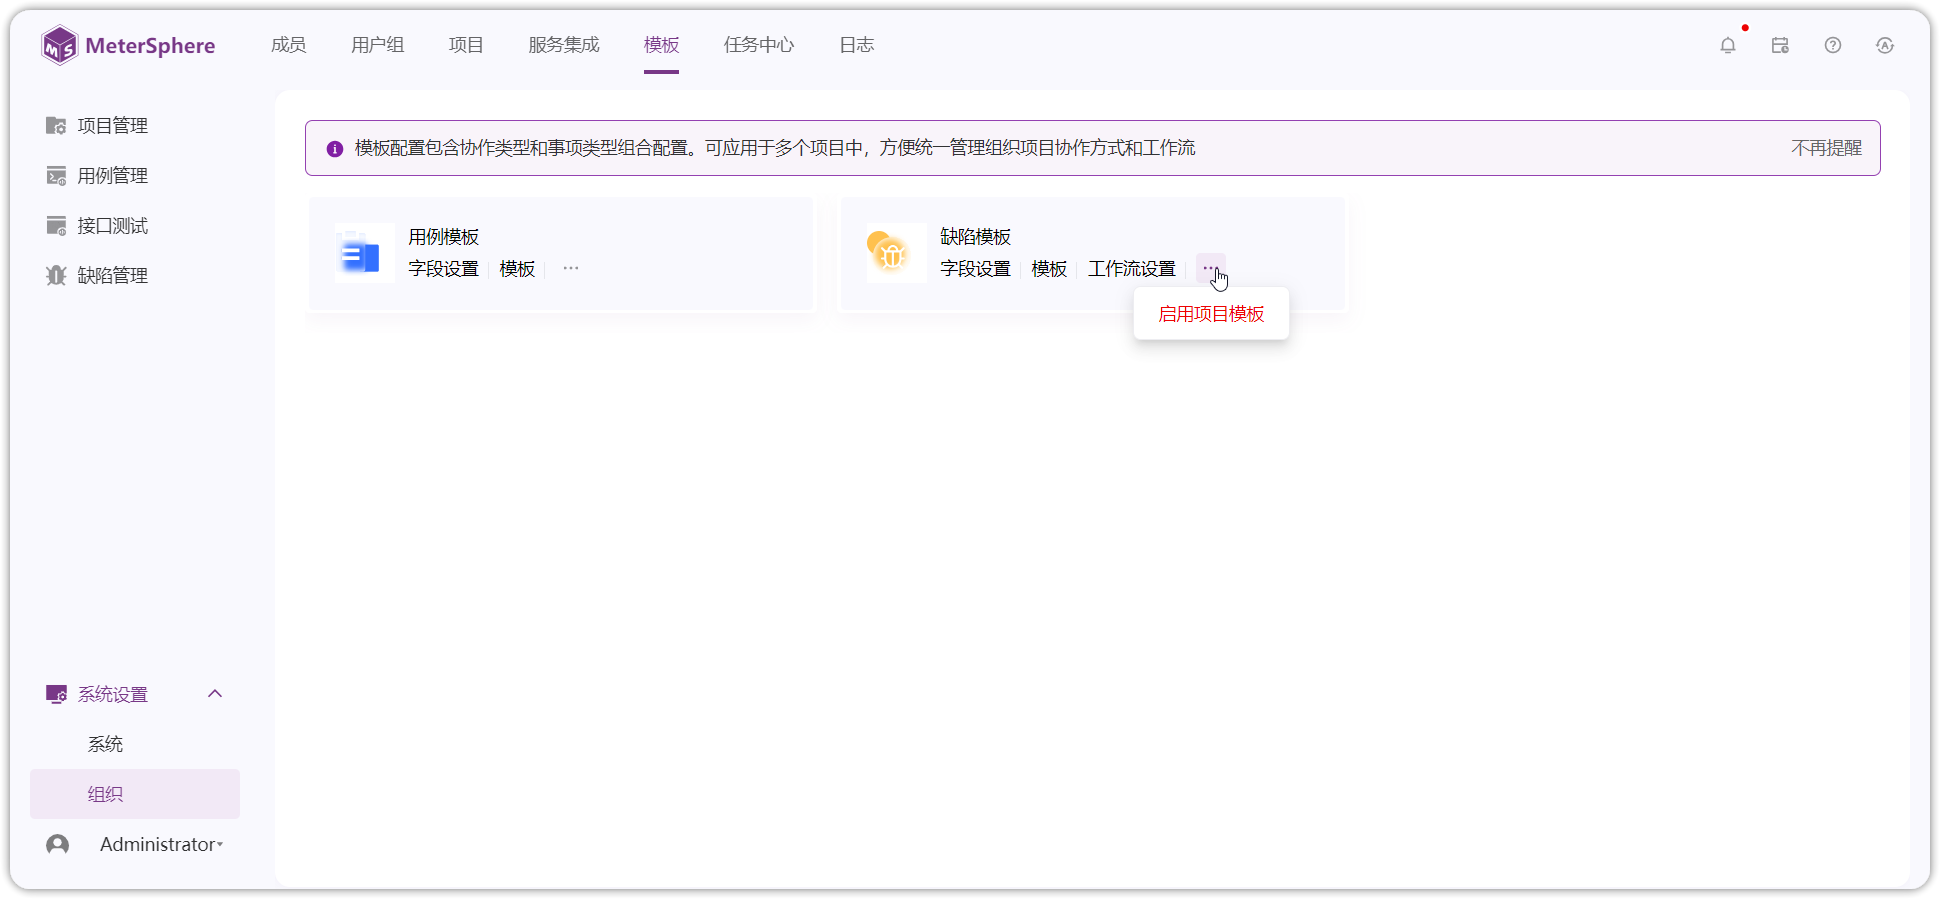 MeterSphere
成员
用户组
项目
服务集成
模板
任务中心
日志
项目管理
用例管理
接口测试
缺陷管理
模板配置包含协作类型和事项类型组合配置。可应用于多个项目中，方便统一管理组织项目协作方式和工作流
不再提醒
用例模板
字段设置 模板 ...
缺陷模板
字段设置 模板 工作流设置 ...
启用项目模板
系统设置
系统
组织
Administrator